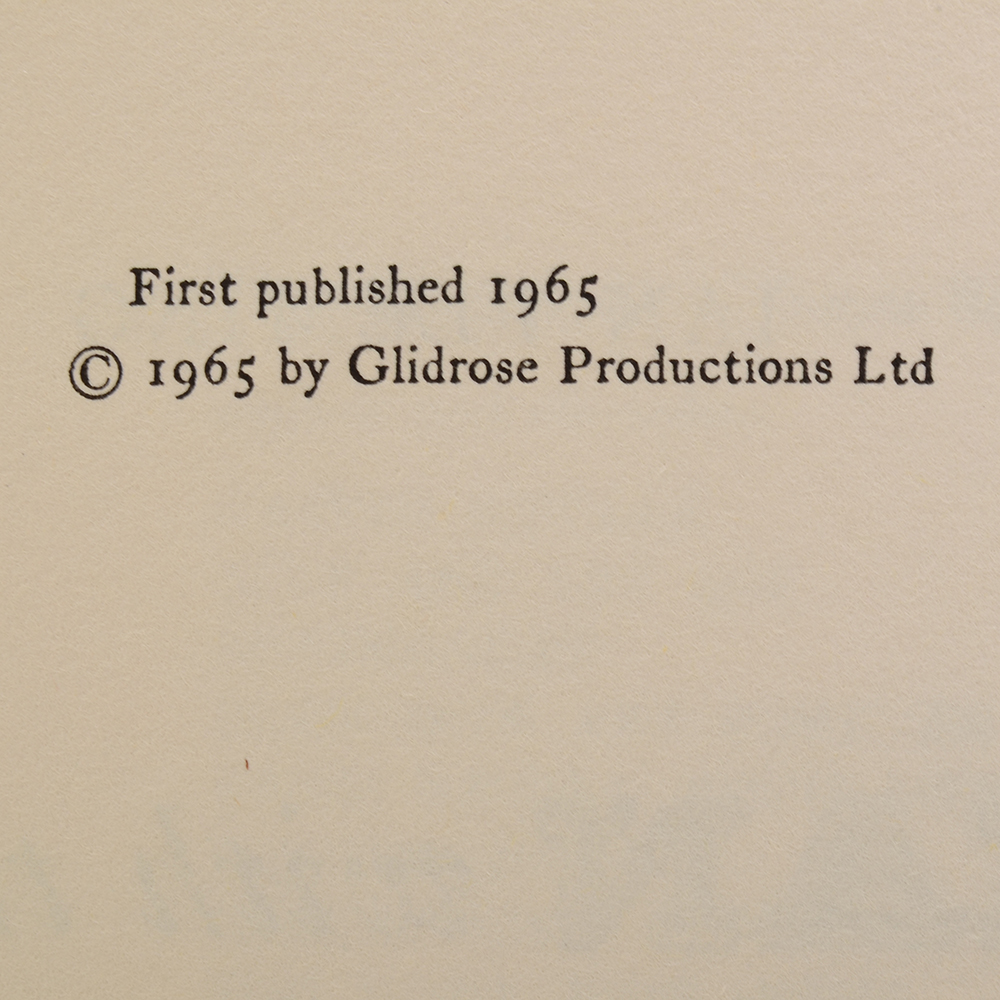 First published 1965
© 1965 by Glidrose Productions Ltd